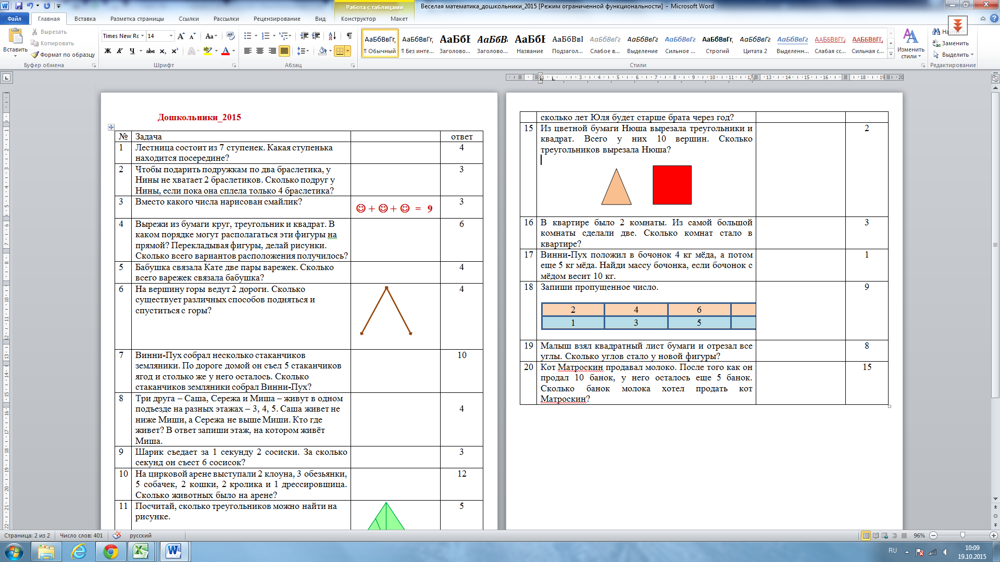 Работа с таблицами
Веселая математика_дошкольники_2015 [Режим ограниченной функциональности] - Microsoft Word
Файл Главная Вставка Разметка страницы Ссылки Рассылки Рецензирование Вид Конструктор Макет
Вставить
Вырезать
Копировать
Формат по образцу
Буфер обмена
Times New Ro 14
Шрифт
Абзац
¶ Обычный ¶ Без инте... Заголово... Заголово... Название Подзагол... Слабое в... Выделение Сильное ... Строгий Цитата 2 Выделенн... Слабая сс... Сильная с...
Стили
Изменить стили
Заменить
Выделить
Редактирование
Дошкольники_2015
№ Задача ответ
1 Лестница состоит из 7 ступенек. Какая ступенька 4
находится посередине?
2 Чтобы подарить подружкам по два браслетика, у 3
Нины не хватает 2 браслетиков. Сколько подруг у
Нины, если пока она сплела только 4 браслетика?
3 Вместо какого числа нарисован смайлик? 3
☺ + ☺ + ☺ = 9
4 Вырежи из бумаги круг, треугольник и квадрат. В 6
каком порядке могут располагаться эти фигуры на
прямой? Перекладывая фигуры, делай рисунки.
Сколько всего вариантов расположения получилось?
5 Бабушка связала Кате две пары варежек. Сколько 4
всего варежек связала бабушка?
6 На вершину горы ведут 2 дороги. Сколько 4
существует различных способов подняться и
спуститься с горы?
7 Винни-Пух собрал несколько стаканчиков 10
земляники. По дороге домой он съел 5 стаканчиков
ягод и столько же у него осталось. Сколько
стаканчиков земляники собрал Винни-Пух?
8 Три друга – Саша, Сережа и Миша – живут в одном
подъезде на разных этажах – 3, 4, 5. Саша живет не 4
ниже Миши, а Сережа не выше Миши. Кто где
живет? В ответ запиши этаж, на котором живёт
Миша.
9 Шарик съедает за 1 секунду 2 сосиски. За сколько 3
секунд он съест 6 сосисок?
10 На цирковой арене выступали 2 клоуна, 3 обезьянки, 12
5 собачек, 2 кошки, 2 кролика и 1 дрессировщица.
Сколько животных было на арене?
11 Посчитай, сколько треугольников можно найти на 5
рисунке.
сколько лет Юля будет старше брата через год?
15 Из цветной бумаги Нюша вырезала треугольники и 2
квадрат. Всего у них 10 вершин. Сколько
треугольников вырезала Нюша?
16 В квартире было 2 комнаты. Из самой большой 3
комнаты сделали две. Сколько комнат стало в
квартире?
17 Винни-Пух положил в бочонок 4 кг мёда, а потом 1
еще 5 кг мёда. Найди массу бочонка, если бочонок с
мёдом весит 10 кг.
18 Запиши пропущенное число. 9
2 4 6
1 3 5
19 Малыш взял квадратный лист бумаги и отрезал все 8
углы. Сколько углов стало у новой фигуры?
20 Кот Матроскин продавал молоко. После того как он 15
продал 10 банок, у него осталось еще 5 банок.
Сколько банок молока хотел продать кот
Матроскин?
Страница: 2 из 2 Число слов: 401 русский 96%
RU 10:09
19.10.2015